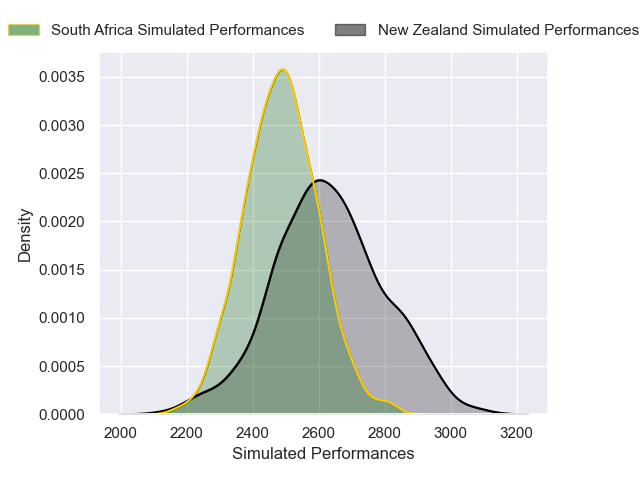 South Africa Simulated Performances
New Zealand Simulated Performances
0.0035
0.0030
0.0025
0.0020
0.0015
0.0010
0.0005
0.0000
Density
2000 2200 2400 2600 2800 3000 3200
Simulated Performances